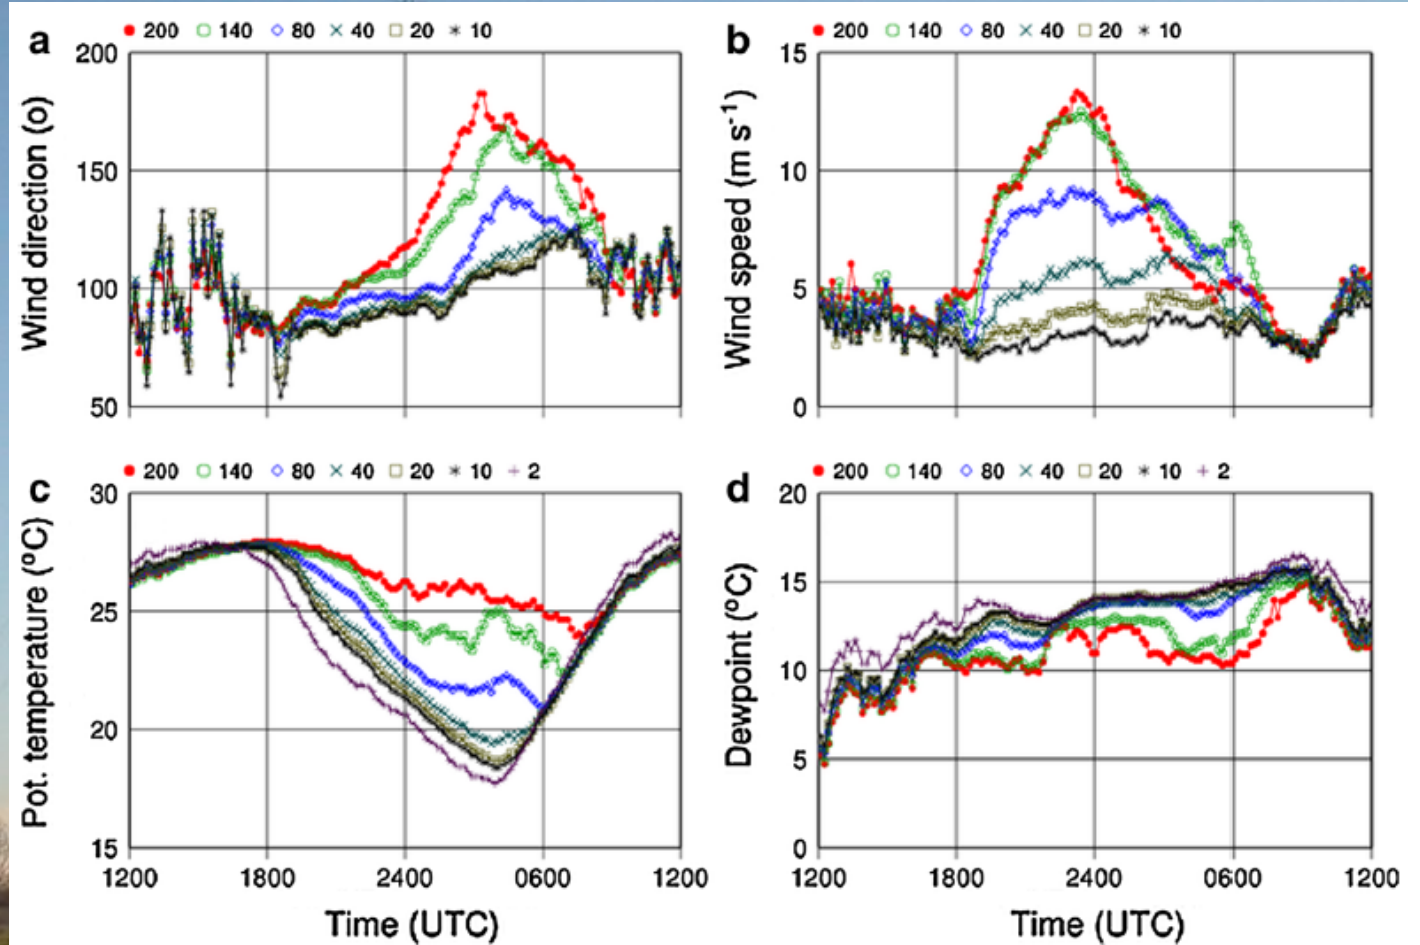 a 200 140 80 40 20 10
200
150
100
50
Wind direction (o)
b 200 140 80 40 20 10
15
10
5
0
Wind speed (m s-1)
c 200 140 80 40 20 10 2
30
25
20
15
Pot. temperature (ºC)
1200 1800 2400 0600 1200
Time (UTC)
d 200 140 80 40 20 10 2
20
15
10
5
0
Dewpoint (ºC)
1200 1800 2400 0600 1200
Time (UTC)